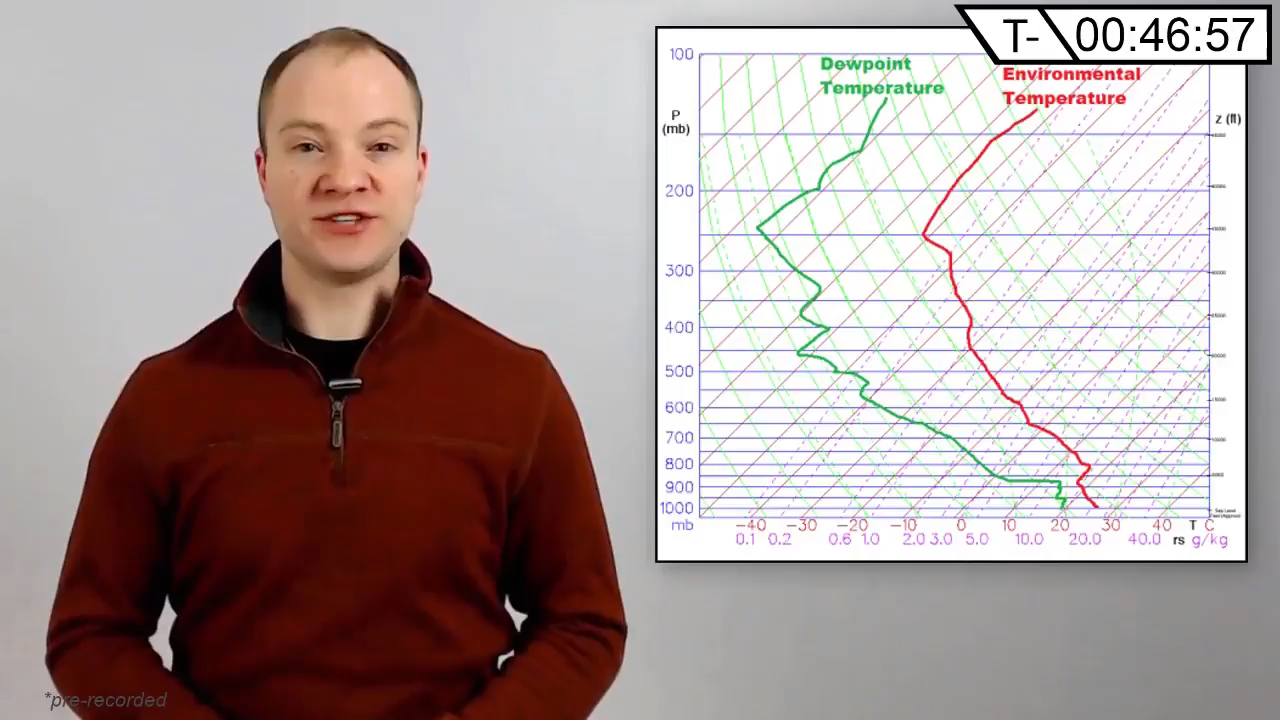 T- 00:46:57
Dewpoint
Temperature
Environmental
Temperature
P
(mb)
z (ft)
100
200
300
400
500
600
700
800
900
1000
mb
-40 -30 -20 -10 0 10 20 30 40 T C
0.1 0.2 0.6 1.0 2.0 3.0 5.0 10.0 20.0 40.0 rs g/kg
*pre-recorded